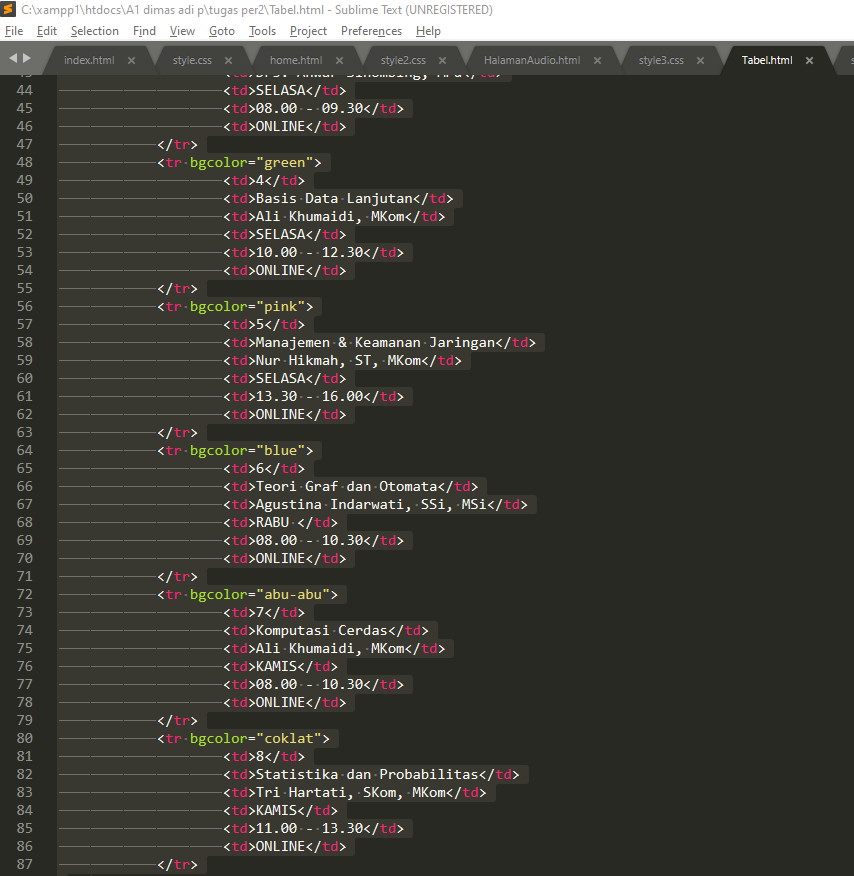 C:\xampp1\htdocs\A1 dimas adi p\tugas per2\Tabel.html - Sublime Text (UNREGISTERED)
File Edit Selection Find View Goto Tools Project Preferences Help
index.html × style.css × home.html × style2.css × HalamanAudio.html × style3.css × Tabel.html ×
44 <td>SELASA</td>
45 <td>08.00 - 09.30</td>
46 <td>ONLINE</td>
47 </tr>
48 <tr bgcolor="green">
49 <td>4</td>
50 <td>Basis Data Lanjutan</td>
51 <td>Ali Khumaidi, MKom</td>
52 <td>SELASA</td>
53 <td>10.00 - 12.30</td>
54 <td>ONLINE</td>
55 </tr>
56 <tr bgcolor="pink">
57 <td>5</td>
58 <td>Manajemen & Keamanan Jaringan</td>
59 <td>Nur Hikmah, ST, MKom</td>
60 <td>SELASA</td>
61 <td>13.30 - 16.00</td>
62 <td>ONLINE</td>
63 </tr>
64 <tr bgcolor="blue">
65 <td>6</td>
66 <td>Teori Graf dan Otomata</td>
67 <td>Agustina Indarwati, SSi, MSi</td>
68 <td>RABU </td>
69 <td>08.00 - 10.30</td>
70 <td>ONLINE</td>
71 </tr>
72 <tr bgcolor="abu-abu">
73 <td>7</td>
74 <td>Komputasi Cerdas</td>
75 <td>Ali Khumaidi, MKom</td>
76 <td>KAMIS</td>
77 <td>08.00 - 10.30</td>
78 <td>ONLINE</td>
79 </tr>
80 <tr bgcolor="coklat">
81 <td>8</td>
82 <td>Statistika dan Probabilitas</td>
83 <td>Tri Hartati, SKom, MKom</td>
84 <td>KAMIS</td>
85 <td>11.00 - 13.30</td>
86 <td>ONLINE</td>
87 </tr>